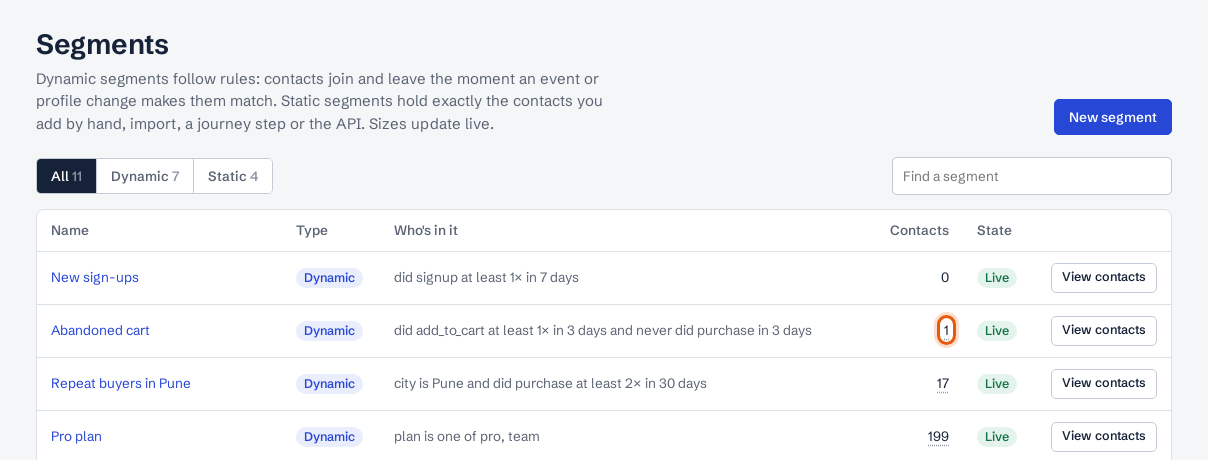 Segments
Dynamic segments follow rules: contacts join and leave the moment an event or
profile change makes them match. Static segments hold exactly the contacts you
add by hand, import, a journey step or the API. Sizes update live.
New segment
All 11 Dynamic 7 Static 4
Find a segment
Name Type Who's in it Contacts State
New sign-ups Dynamic did signup at least 1× in 7 days 0 Live View contacts
Abandoned cart Dynamic did add_to_cart at least 1× in 3 days and never did purchase in 3 days 1 Live View contacts
Repeat buyers in Pune Dynamic city is Pune and did purchase at least 2× in 30 days 17 Live View contacts
Pro plan Dynamic plan is one of pro, team 199 Live View contacts